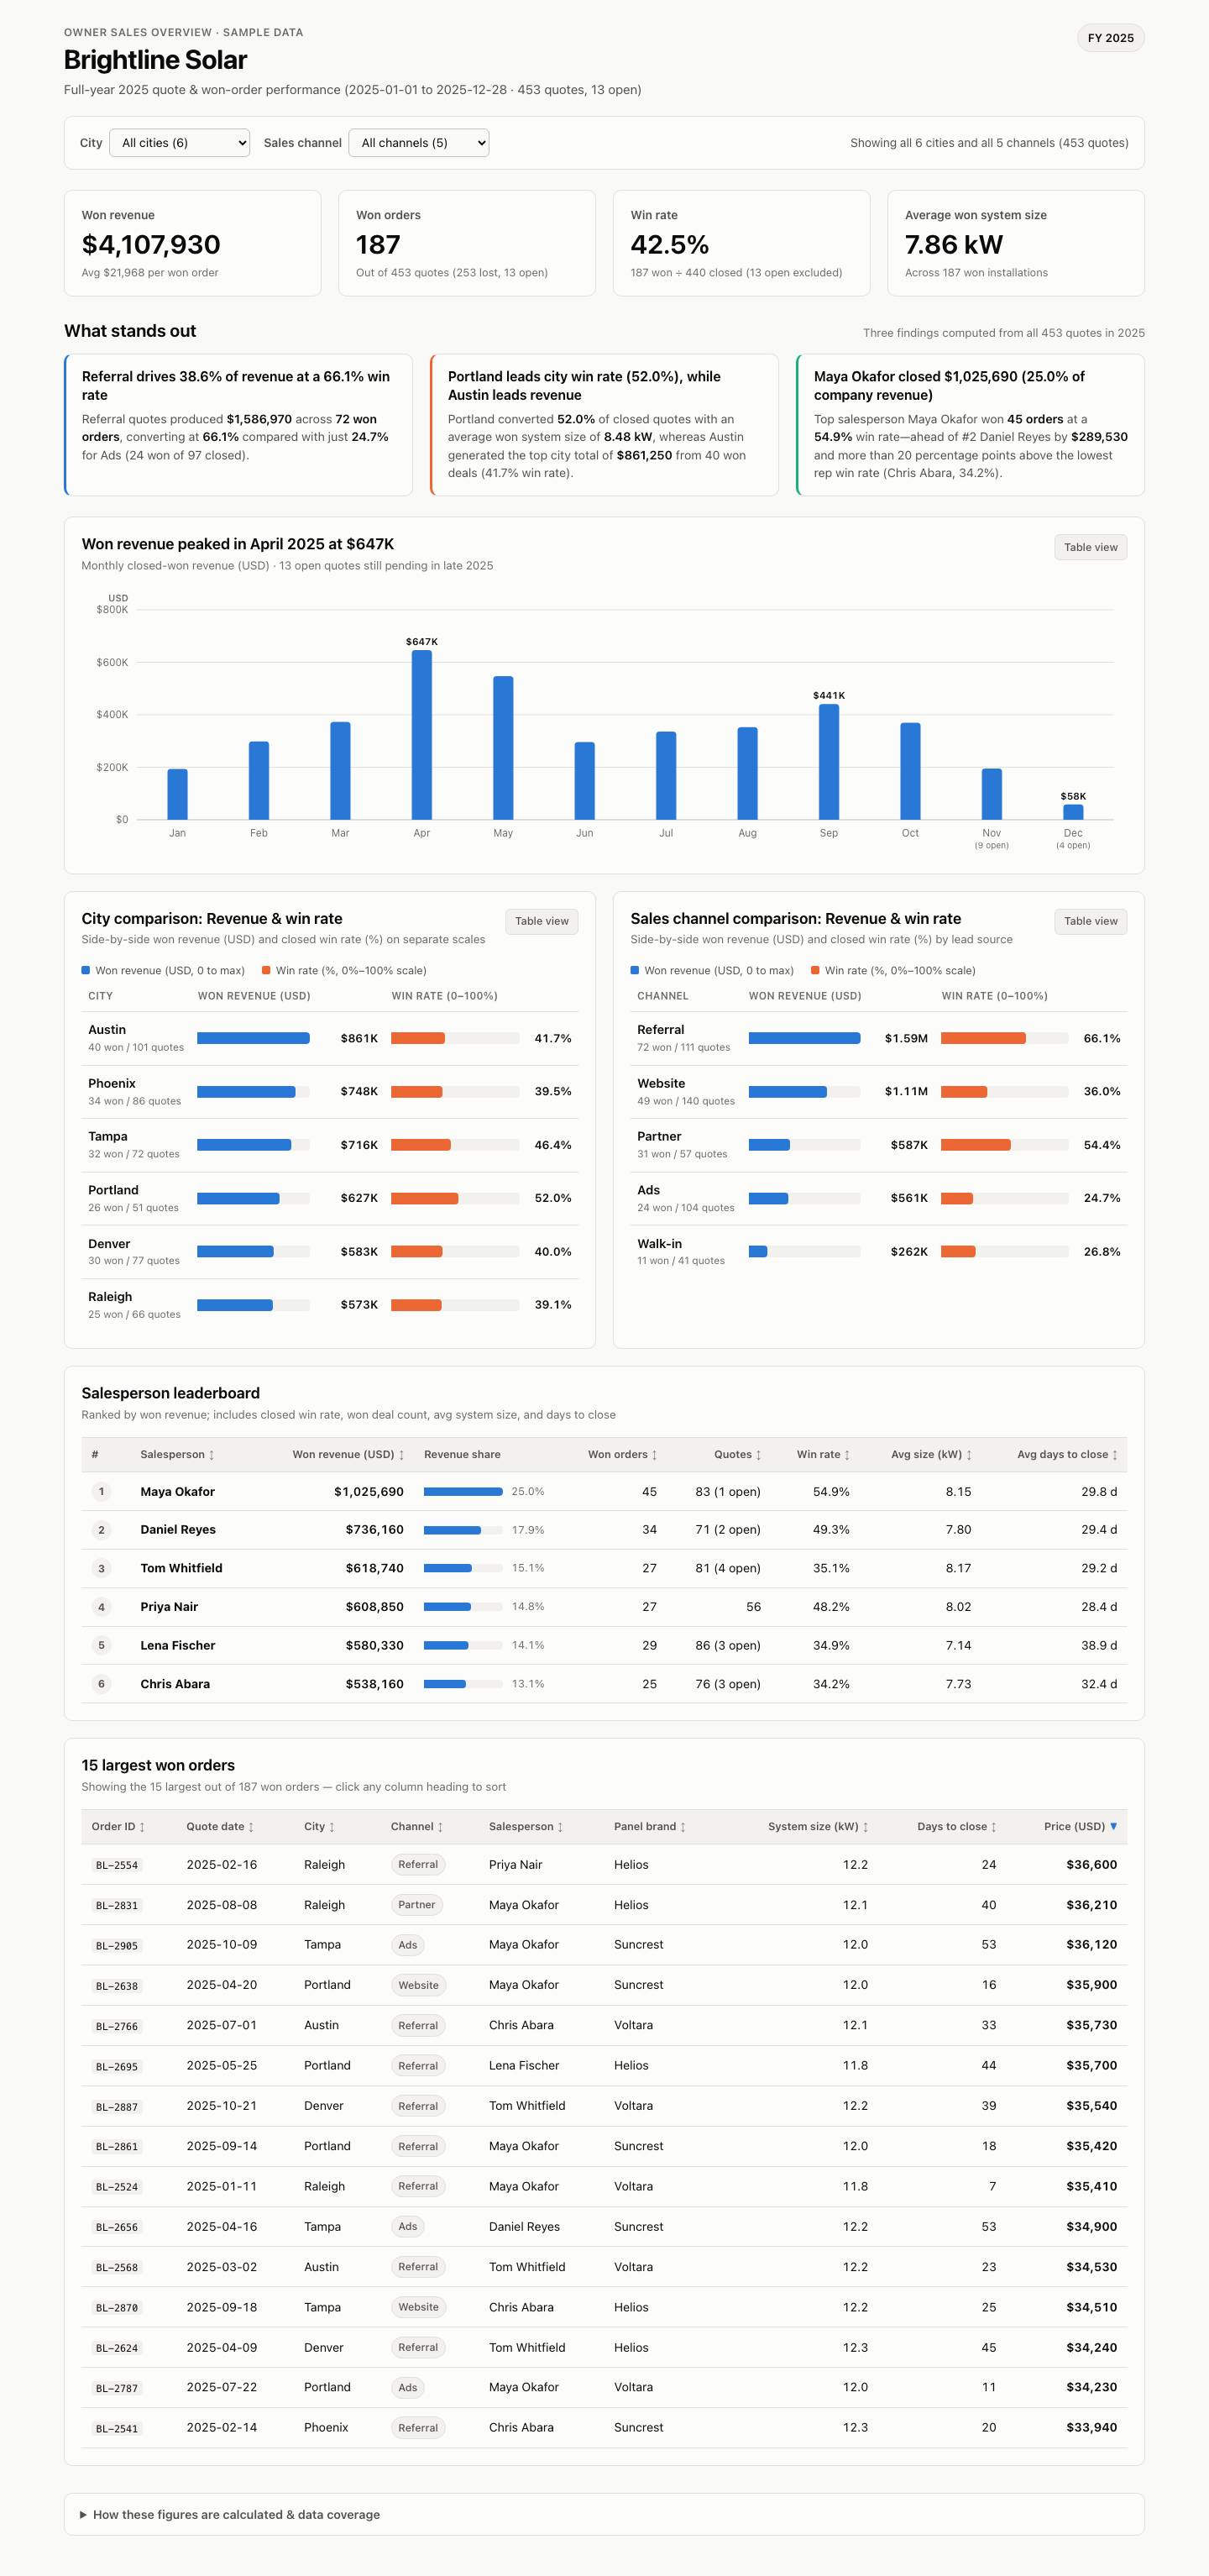 OWNER SALES OVERVIEW · SAMPLE DATA
Brightline Solar
FY 2025
Full-year 2025 quote & won-order performance (2025-01-01 to 2025-12-28 · 453 quotes, 13 open)
City All cities (6) Sales channel All channels (5) Showing all 6 cities and all 5 channels (453 quotes)
Won revenue
$4,107,930
Avg $21,968 per won order
Won orders
187
Out of 453 quotes (253 lost, 13 open)
Win rate
42.5%
187 won ÷ 440 closed (13 open excluded)
Average won system size
7.86 kW
Across 187 won installations
What stands out
Three findings computed from all 453 quotes in 2025
Referral drives 38.6% of revenue at a 66.1% win
rate
Referral quotes produced $1,586,970 across 72 won
orders, converting at 66.1% compared with just 24.7%
for Ads (24 won of 97 closed).
Portland leads city win rate (52.0%), while
Austin leads revenue
Portland converted 52.0% of closed quotes with an
average won system size of 8.48 kW, whereas Austin
generated the top city total of $861,250 from 40 won
deals (41.7% win rate).
Maya Okafor closed $1,025,690 (25.0% of
company revenue)
Top salesperson Maya Okafor won 45 orders at a
54.9% win rate—ahead of #2 Daniel Reyes by $289,530
and more than 20 percentage points above the lowest
rep win rate (Chris Abara, 34.2%).
Won revenue peaked in April 2025 at $647K
Monthly closed-won revenue (USD) · 13 open quotes still pending in late 2025
Table view
USD
$800K
$600K
$400K
$200K
$0
$647K
$441K
$58K
Jan Feb Mar Apr May Jun Jul Aug Sep Oct Nov Dec
(9 open) (4 open)
City comparison: Revenue & win rate
Side-by-side won revenue (USD) and closed win rate (%) on separate scales
Table view
Won revenue (USD, 0 to max) Win rate (%, 0%–100% scale)
CITY WON REVENUE (USD) WIN RATE (0–100%)
Austin
40 won / 101 quotes
$861K 41.7%
Phoenix
34 won / 86 quotes
$748K 39.5%
Tampa
32 won / 72 quotes
$716K 46.4%
Portland
26 won / 51 quotes
$627K 52.0%
Denver
30 won / 77 quotes
$583K 40.0%
Raleigh
25 won / 66 quotes
$573K 39.1%
Sales channel comparison: Revenue & win rate
Side-by-side won revenue (USD) and closed win rate (%) by lead source
Table view
Won revenue (USD, 0 to max) Win rate (%, 0%–100% scale)
CHANNEL WON REVENUE (USD) WIN RATE (0–100%)
Referral
72 won / 111 quotes
$1.59M 66.1%
Website
49 won / 140 quotes
$1.11M 36.0%
Partner
31 won / 57 quotes
$587K 54.4%
Ads
24 won / 104 quotes
$561K 24.7%
Walk-in
11 won / 41 quotes
$262K 26.8%
Salesperson leaderboard
Ranked by won revenue; includes closed win rate, won deal count, avg system size, and days to close
# Salesperson ↕ Won revenue (USD) ↕ Revenue share Won orders ↕ Quotes ↕ Win rate ↕ Avg size (kW) ↕ Avg days to close ↕
1 Maya Okafor $1,025,690 25.0% 45 83 (1 open) 54.9% 8.15 29.8 d
2 Daniel Reyes $736,160 17.9% 34 71 (2 open) 49.3% 7.80 29.4 d
3 Tom Whitfield $618,740 15.1% 27 81 (4 open) 35.1% 8.17 29.2 d
4 Priya Nair $608,850 14.8% 27 56 48.2% 8.02 28.4 d
5 Lena Fischer $580,330 14.1% 29 86 (3 open) 34.9% 7.14 38.9 d
6 Chris Abara $538,160 13.1% 25 76 (3 open) 34.2% 7.73 32.4 d
15 largest won orders
Showing the 15 largest out of 187 won orders — click any column heading to sort
Order ID ↕ Quote date ↕ City ↕ Channel ↕ Salesperson ↕ Panel brand ↕ System size (kW) ↕ Days to close ↕ Price (USD) ▼
BL-2554 2025-02-16 Raleigh Referral Priya Nair Helios 12.2 24 $36,600
BL-2831 2025-08-08 Raleigh Partner Maya Okafor Helios 12.1 40 $36,210
BL-2905 2025-10-09 Tampa Ads Maya Okafor Suncrest 12.0 53 $36,120
BL-2638 2025-04-20 Portland Website Maya Okafor Suncrest 12.0 16 $35,900
BL-2766 2025-07-01 Austin Referral Chris Abara Voltara 12.1 33 $35,730
BL-2695 2025-05-25 Portland Referral Lena Fischer Helios 11.8 44 $35,700
BL-2887 2025-10-21 Denver Referral Tom Whitfield Voltara 12.2 39 $35,540
BL-2861 2025-09-14 Portland Referral Maya Okafor Suncrest 12.0 18 $35,420
BL-2524 2025-01-11 Raleigh Referral Maya Okafor Voltara 11.8 7 $35,410
BL-2656 2025-04-16 Tampa Ads Daniel Reyes Suncrest 12.2 53 $34,900
BL-2568 2025-03-02 Austin Referral Tom Whitfield Voltara 12.2 23 $34,530
BL-2870 2025-09-18 Tampa Website Chris Abara Helios 12.2 25 $34,510
BL-2624 2025-04-09 Denver Referral Tom Whitfield Helios 12.3 45 $34,240
BL-2787 2025-07-22 Portland Ads Maya Okafor Voltara 12.0 11 $34,230
BL-2541 2025-02-14 Phoenix Referral Chris Abara Suncrest 12.3 20 $33,940
▶ How these figures are calculated & data coverage